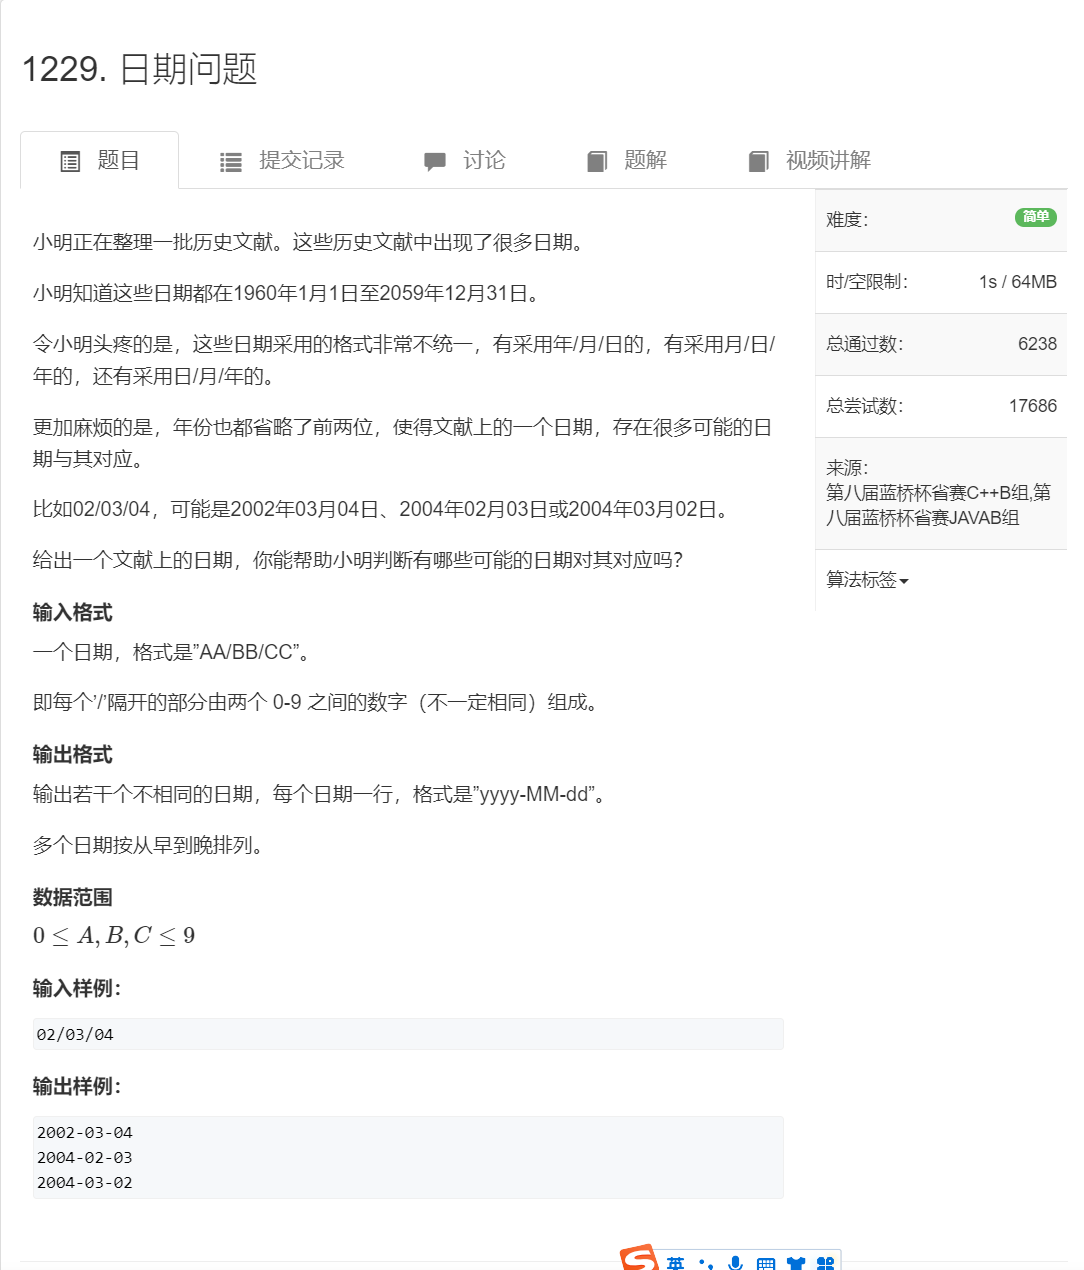 1229. 日期问题
题目 提交记录 讨论 题解 视频讲解
小明正在整理一批历史文献。这些历史文献中出现了很多日期。
小明知道这些日期都在1960年1月1日至2059年12月31日。
令小明头疼的是，这些日期采用的格式非常不统一，有采用年/月/日的，有采用月/日/
年的，还有采用日/月/年的。
更加麻烦的是，年份也都省略了前两位，使得文献上的一个日期，存在很多可能的日
期与其对应。
比如02/03/04，可能是2002年03月04日、2004年02月03日或2004年03月02日。
给出一个文献上的日期，你能帮助小明判断有哪些可能的日期对其对应吗？
输入格式
一个日期，格式是”AA/BB/CC”。
即每个’/’隔开的部分由两个 0-9 之间的数字（不一定相同）组成。
输出格式
输出若干个不相同的日期，每个日期一行，格式是”yyyy-MM-dd”。
多个日期按从早到晚排列。
数据范围
0 ≤ A, B, C ≤ 9
输入样例：
02/03/04
输出样例：
2002-03-04
2004-02-03
2004-03-02
难度： 简单
时/空限制： 1s / 64MB
总通过数： 6238
总尝试数： 17686
来源：
第八届蓝桥杯省赛C++B组,第
八届蓝桥杯省赛JAVAB组
算法标签
英